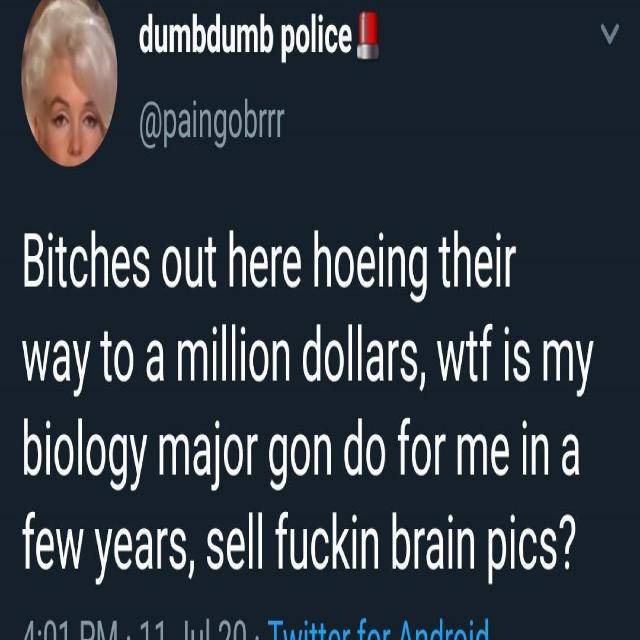 dumbdumb police🚨
@paingobrrr
Bitches out here hoeing their
way to a million dollars, wtf is my
biology major gon do for me in a
few years, sell fuckin brain pics?
4:01 PM · 11 Jul 20 · Twitter for Android